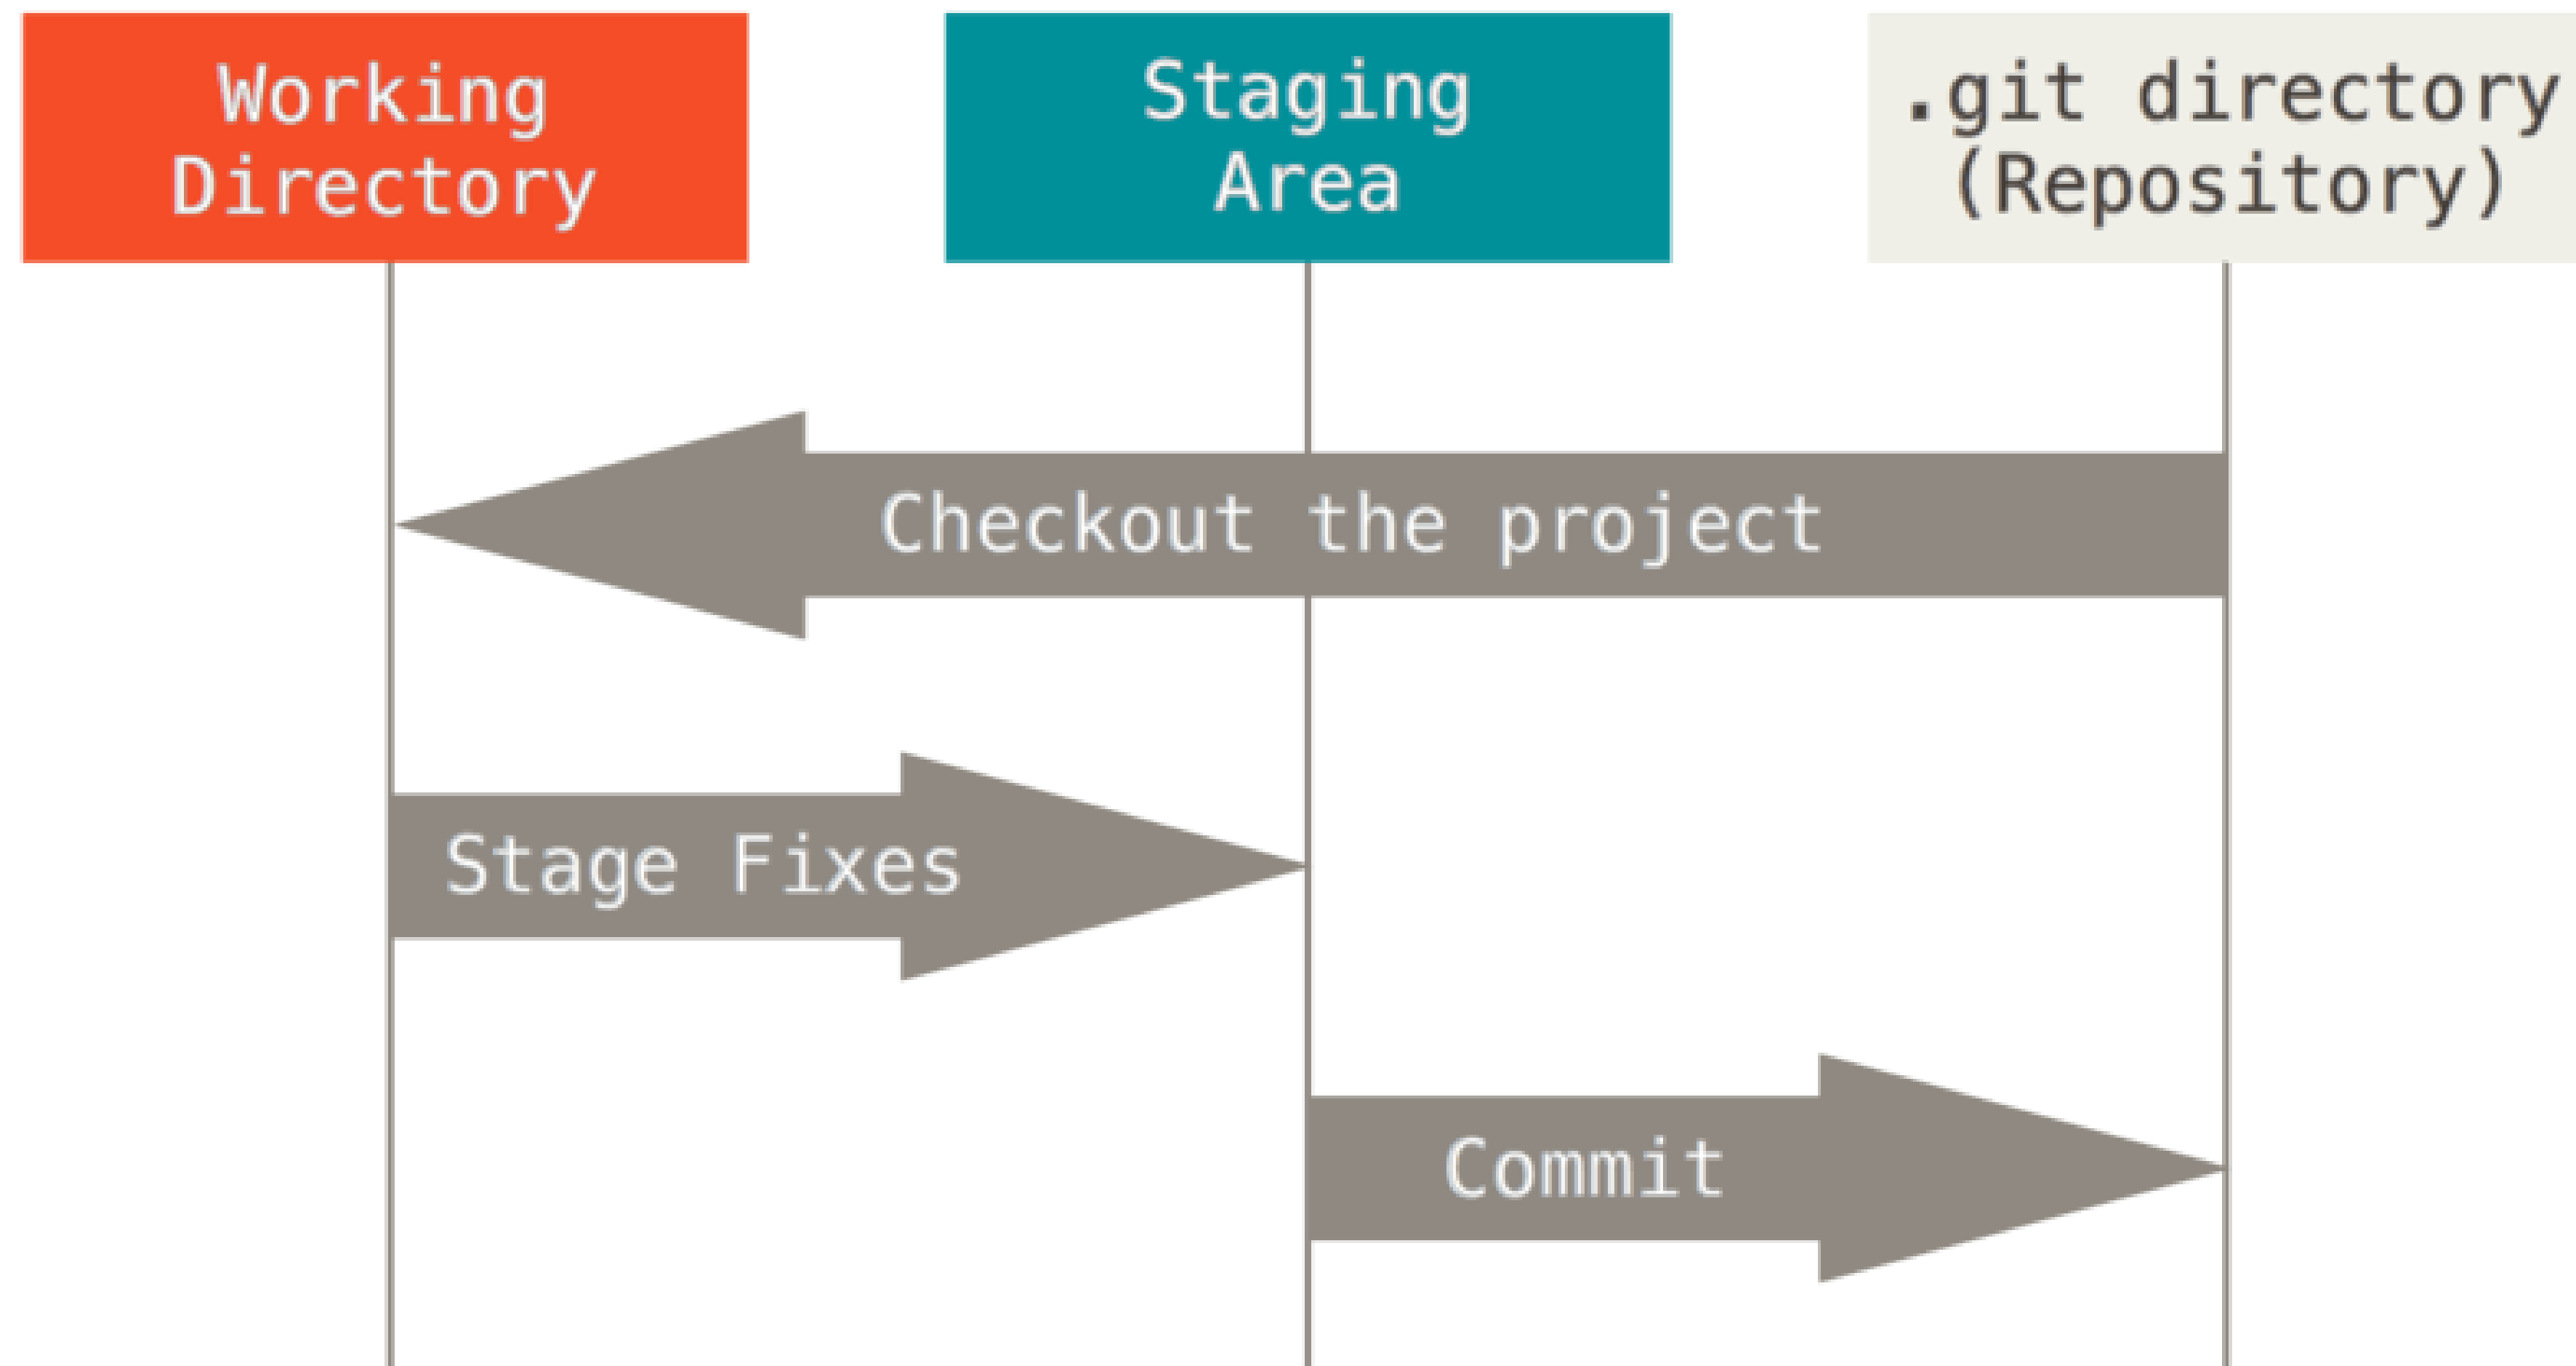 Working
Directory
Staging
Area
.git directory
(Repository)
Checkout the project
Stage Fixes
Commit